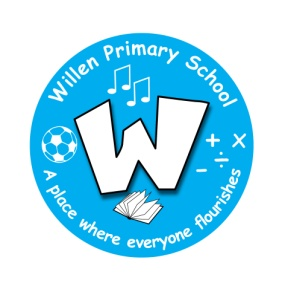 Willen Primary School
W
+ × ÷ -
A place where everyone flourishes